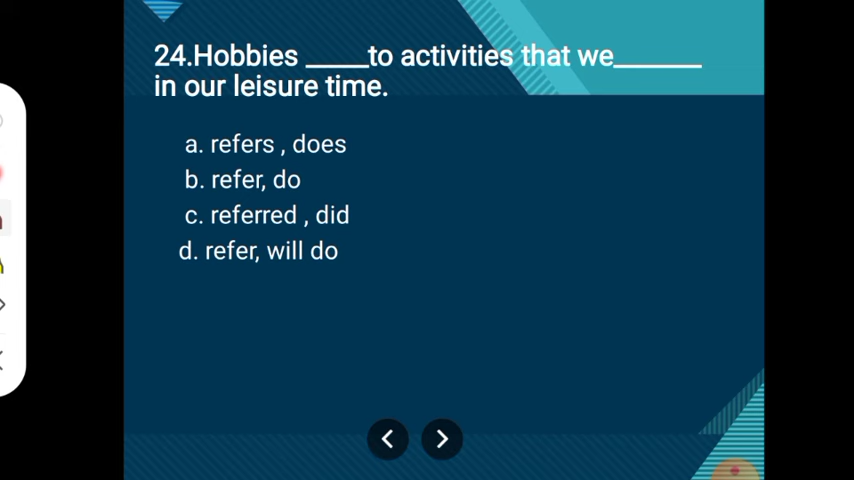 24.Hobbies _____to activities that we_______
in our leisure time.
a. refers , does
b. refer, do
c. referred , did
d. refer, will do